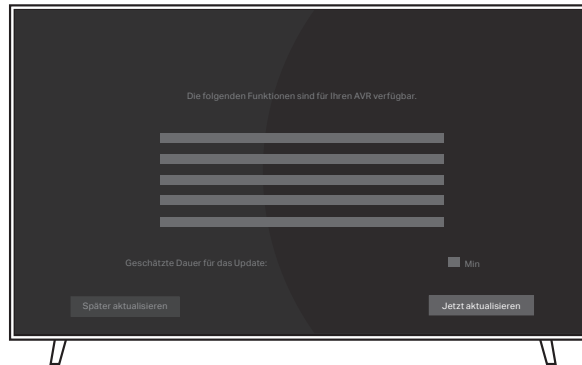 Die folgenden Funktionen sind für Ihren AVR verfügbar.
Geschätzte Dauer für das Update:
Min
Später aktualisieren
Jetzt aktualisieren